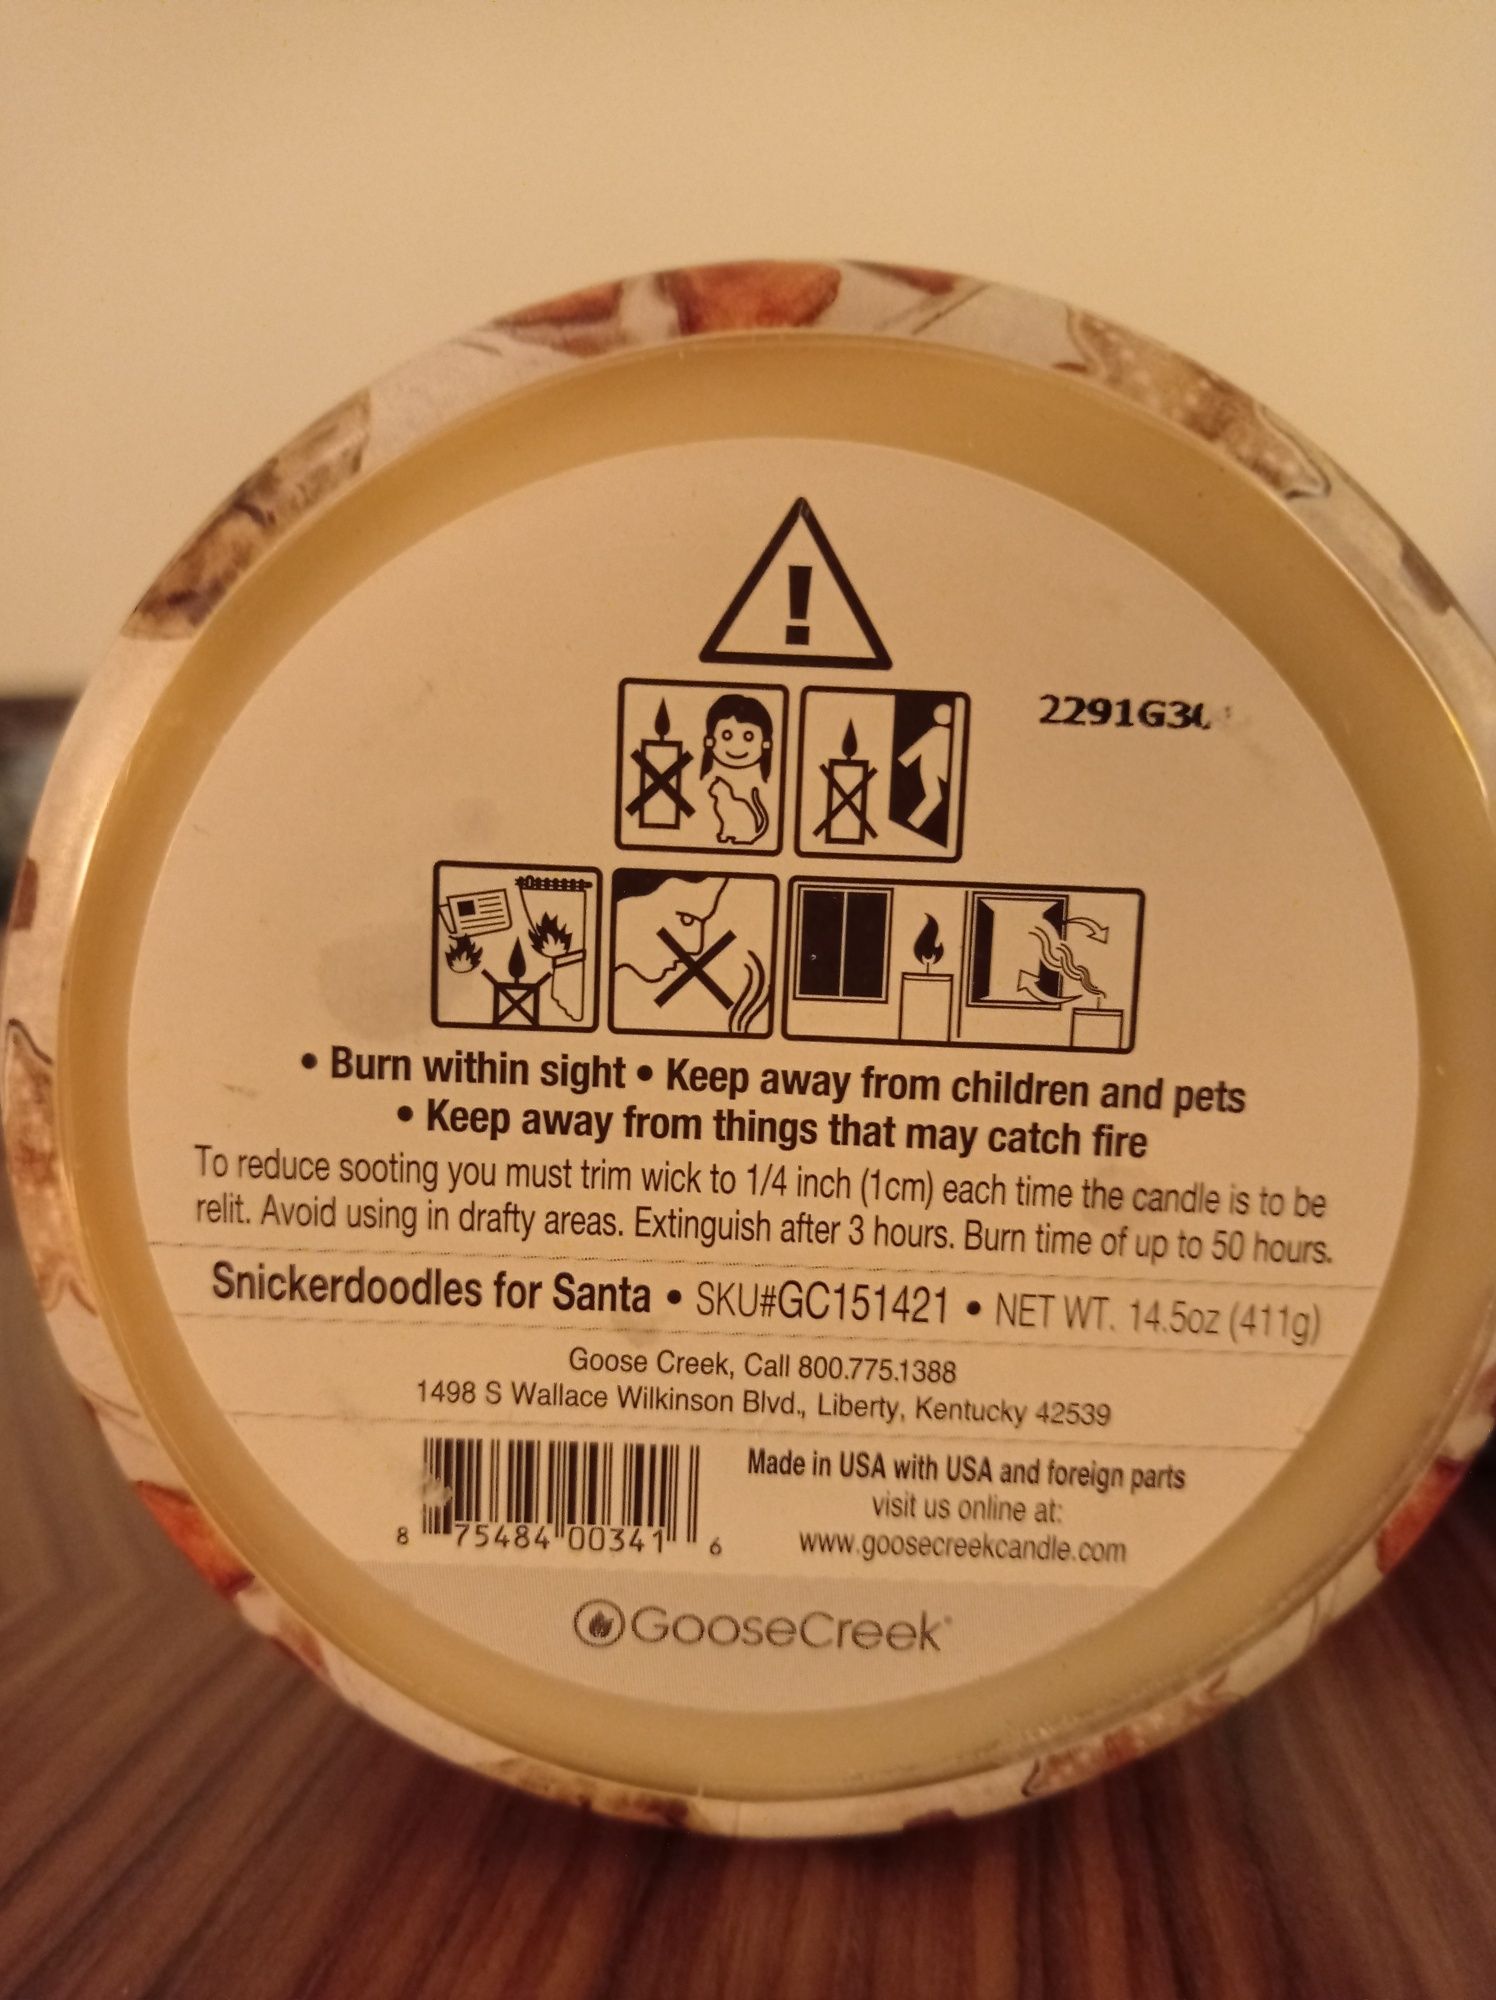 !
2291G3
• Burn within sight • Keep away from children and pets
• Keep away from things that may catch fire
To reduce sooting you must trim wick to 1/4 inch (1cm) each time the candle is to be
relit. Avoid using in drafty areas. Extinguish after 3 hours. Burn time of up to 50 hours.
Snickerdoodles for Santa • SKU#GC151421 • NET WT. 14.5oz (411g)
Goose Creek, Call 800.775.1388
1498 S Wallace Wilkinson Blvd., Liberty, Kentucky 42539
Made in USA with USA and foreign parts
visit us online at:
www.goosecreekcandle.com
8 75484 00341 6
GooseCreek